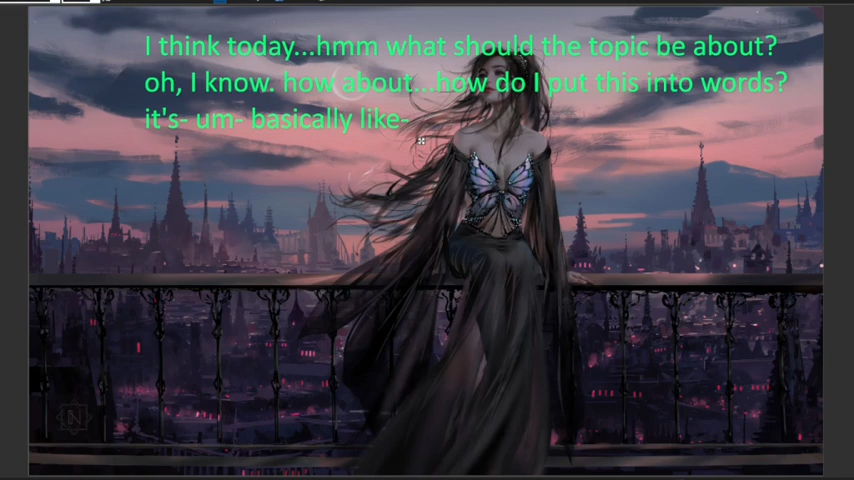 I think today...hmm what should the topic be about?
oh, I know. how about...how do I put this into words?
it's- um- basically like-